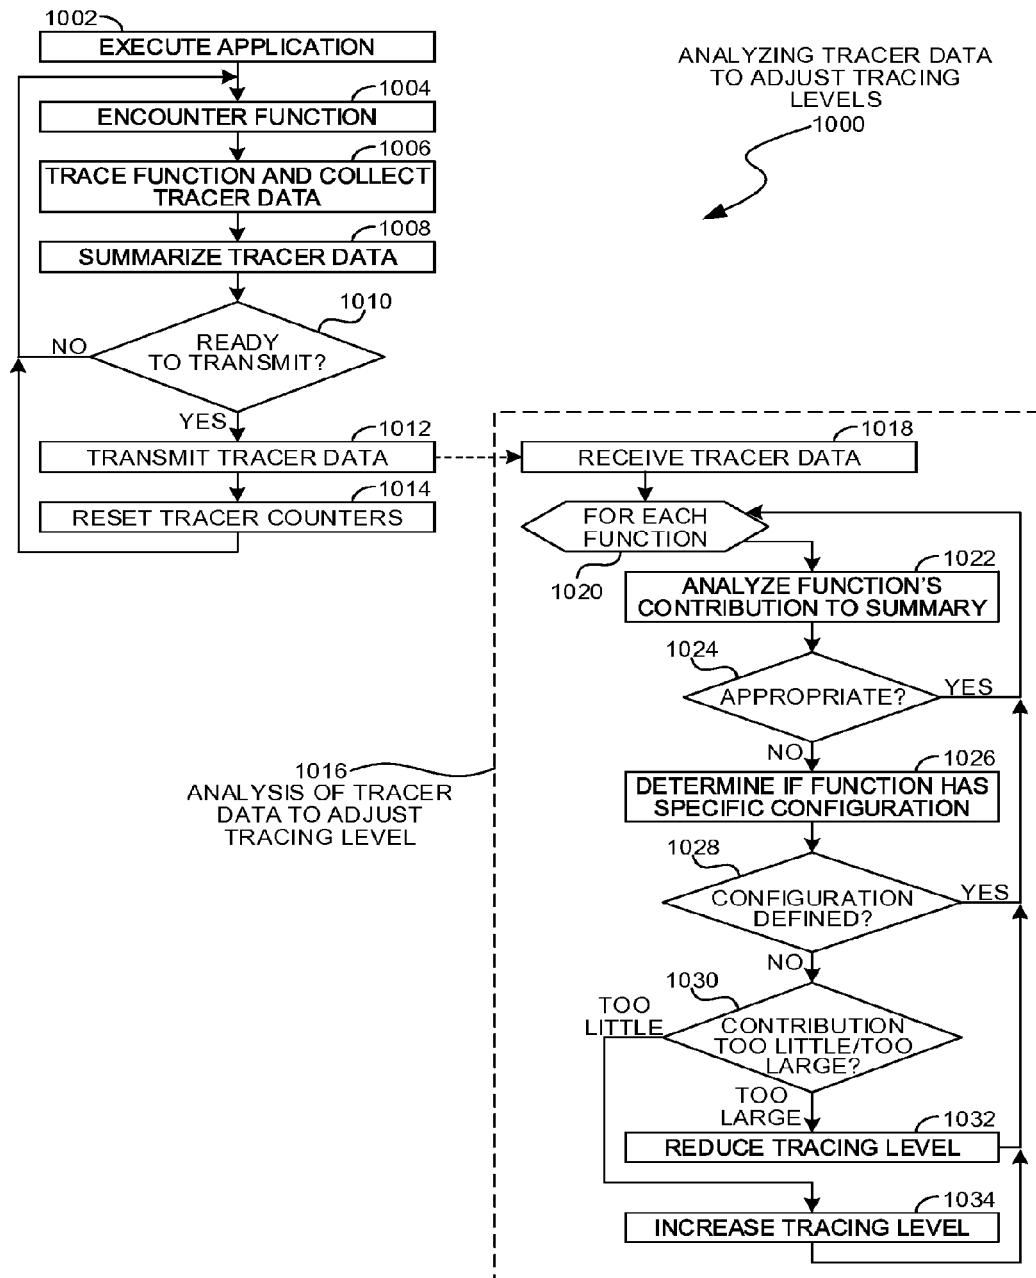 1002
EXECUTE APPLICATION
ANALYZING TRACER DATA
TO ADJUST TRACING
LEVELS
1000
1004
ENCOUNTER FUNCTION
1006
TRACE FUNCTION AND COLLECT
TRACER DATA
1008
SUMMARIZE TRACER DATA
1010
READY
TO TRANSMIT?
NO
YES
1012
TRANSMIT TRACER DATA
1014
RESET TRACER COUNTERS
1016
ANALYSIS OF TRACER
DATA TO ADJUST
TRACING LEVEL
1018
RECEIVE TRACER DATA
FOR EACH
FUNCTION
1020
1022
ANALYZE FUNCTION'S
CONTRIBUTION TO SUMMARY
1024
APPROPRIATE?
YES
NO
1026
DETERMINE IF FUNCTION HAS
SPECIFIC CONFIGURATION
1028
CONFIGURATION
DEFINED?
YES
NO
1030
TOO
LITTLE
CONTRIBUTION
TOO LITTLE/TOO
LARGE?
TOO
LARGE
1032
REDUCE TRACING LEVEL
1034
INCREASE TRACING LEVEL